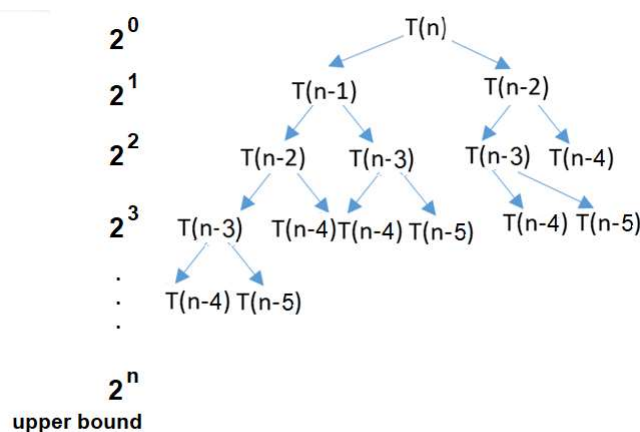 2^0 T(n)
2^1 T(n-1) T(n-2)
2^2 T(n-2) T(n-3) T(n-3) T(n-4)
2^3 T(n-3) T(n-4) T(n-4) T(n-5) T(n-4) T(n-5)
. T(n-4) T(n-5)
.
.
2^n
upper bound